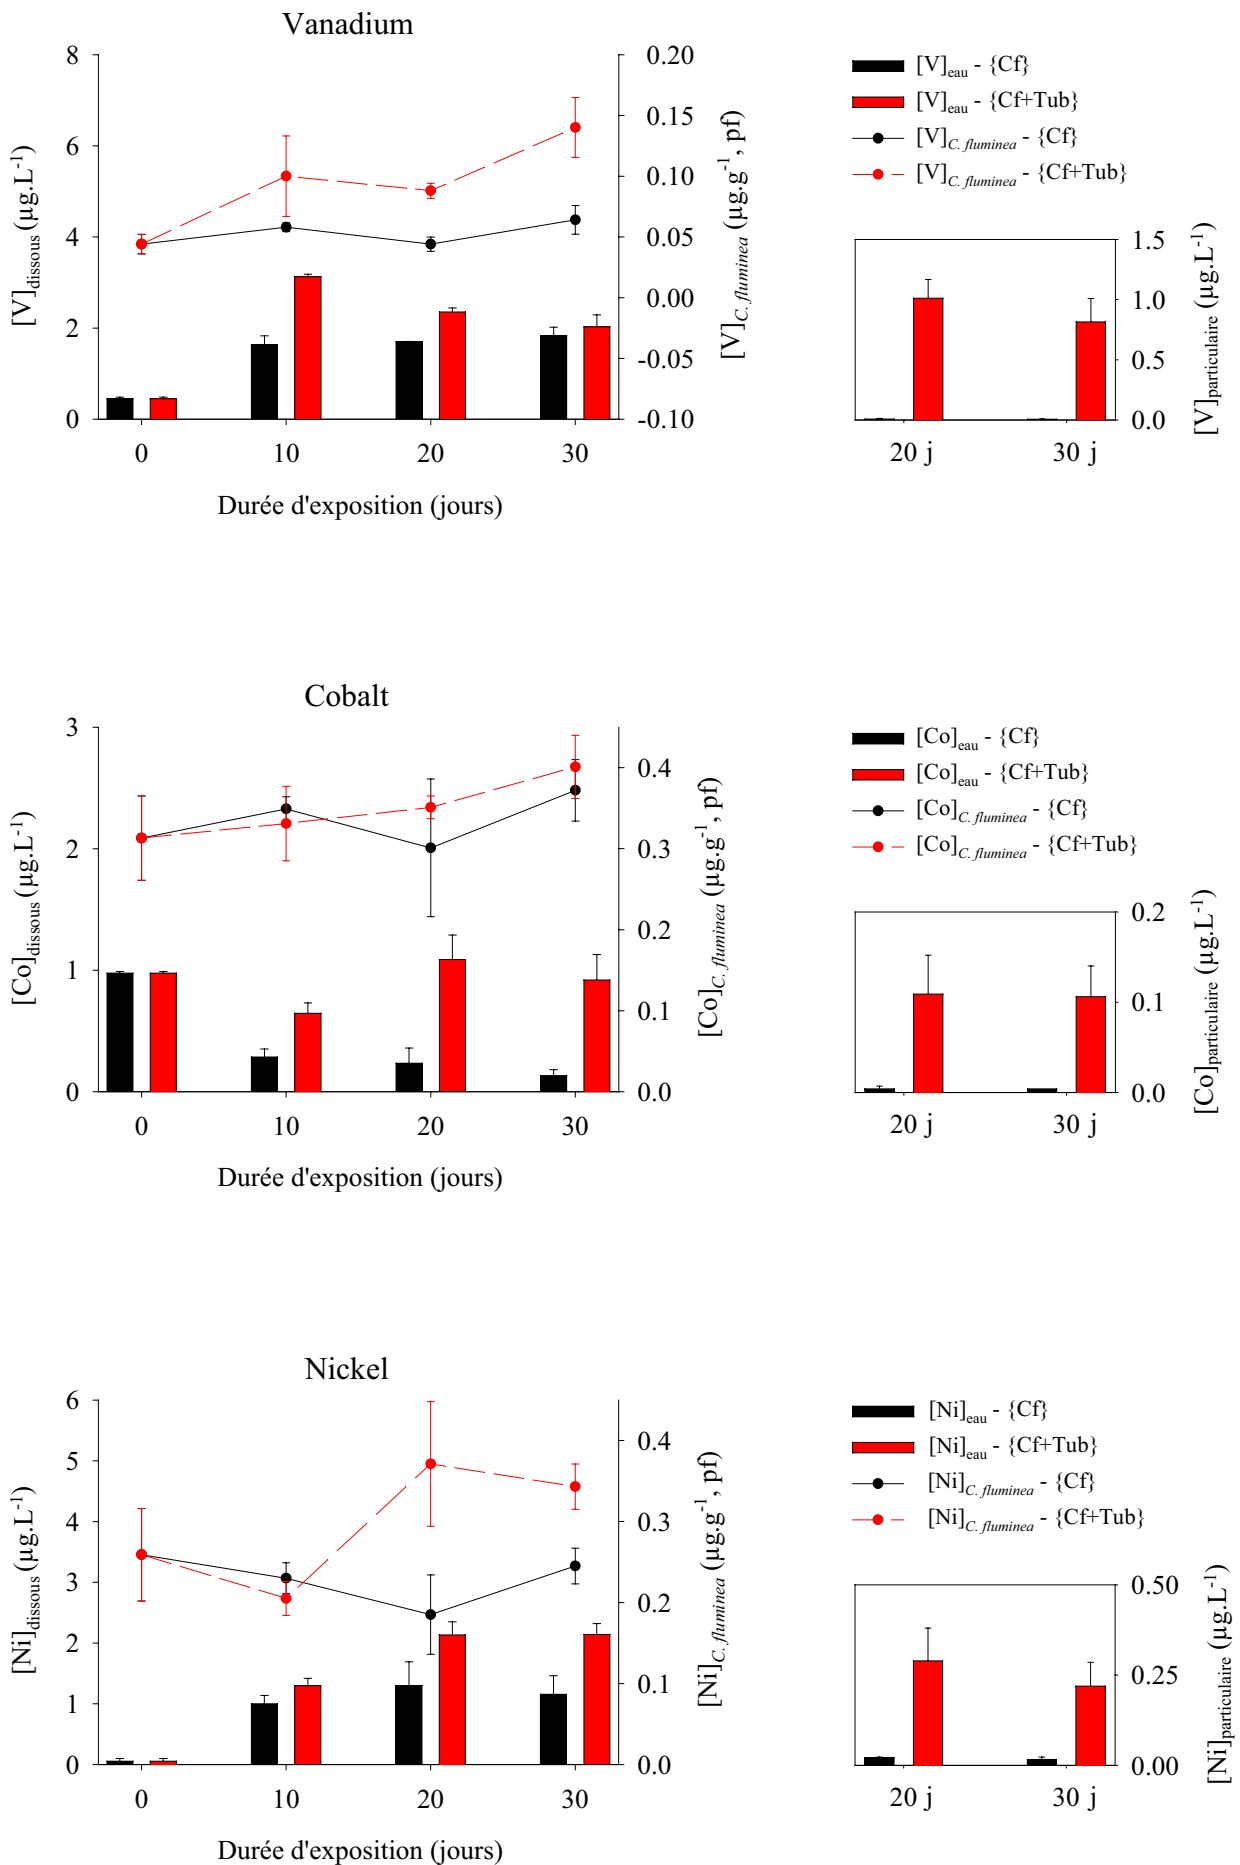 Vanadium
8
6
4
2
0
[V]dissous (µg.L-1)
0.20
0.15
0.10
0.05
0.00
-0.05
-0.10
[V]C. fluminea (µg.g-1, pf)
0 10 20 30
Durée d'exposition (jours)
[V]eau - {Cf}
[V]eau - {Cf+Tub}
[V]C. fluminea - {Cf}
[V]C. fluminea - {Cf+Tub}
1.5
1.0
0.5
0.0
[V]particulaire (µg.L-1)
20 j 30 j
Cobalt
3
2
1
0
[Co]dissous (µg.L-1)
0.4
0.3
0.2
0.1
0.0
[Co]C. fluminea (µg.g-1, pf)
0 10 20 30
Durée d'exposition (jours)
[Co]eau - {Cf}
[Co]eau - {Cf+Tub}
[Co]C. fluminea - {Cf}
[Co]C. fluminea - {Cf+Tub}
0.2
0.1
0.0
[Co]particulaire (µg.L-1)
20 j 30 j
Nickel
6
5
4
3
2
1
0
[Ni]dissous (µg.L-1)
0.4
0.3
0.2
0.1
0.0
[Ni]C. fluminea (µg.g-1, pf)
0 10 20 30
Durée d'exposition (jours)
[Ni]eau - {Cf}
[Ni]eau - {Cf+Tub}
[Ni]C. fluminea - {Cf}
[Ni]C. fluminea - {Cf+Tub}
0.50
0.25
0.00
[Ni]particulaire (µg.L-1)
20 j 30 j